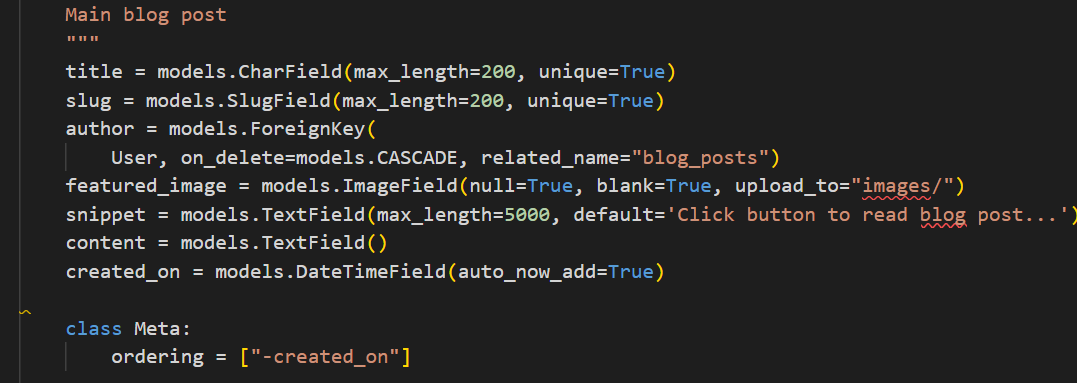 Main blog post
"""
title = models.CharField(max_length=200, unique=True)
slug = models.SlugField(max_length=200, unique=True)
author = models.ForeignKey(
    User, on_delete=models.CASCADE, related_name="blog_posts")
featured_image = models.ImageField(null=True, blank=True, upload_to="images/")
snippet = models.TextField(max_length=5000, default='Click button to read blog post...')
content = models.TextField()
created_on = models.DateTimeField(auto_now_add=True)

class Meta:
    ordering = ["-created_on"]